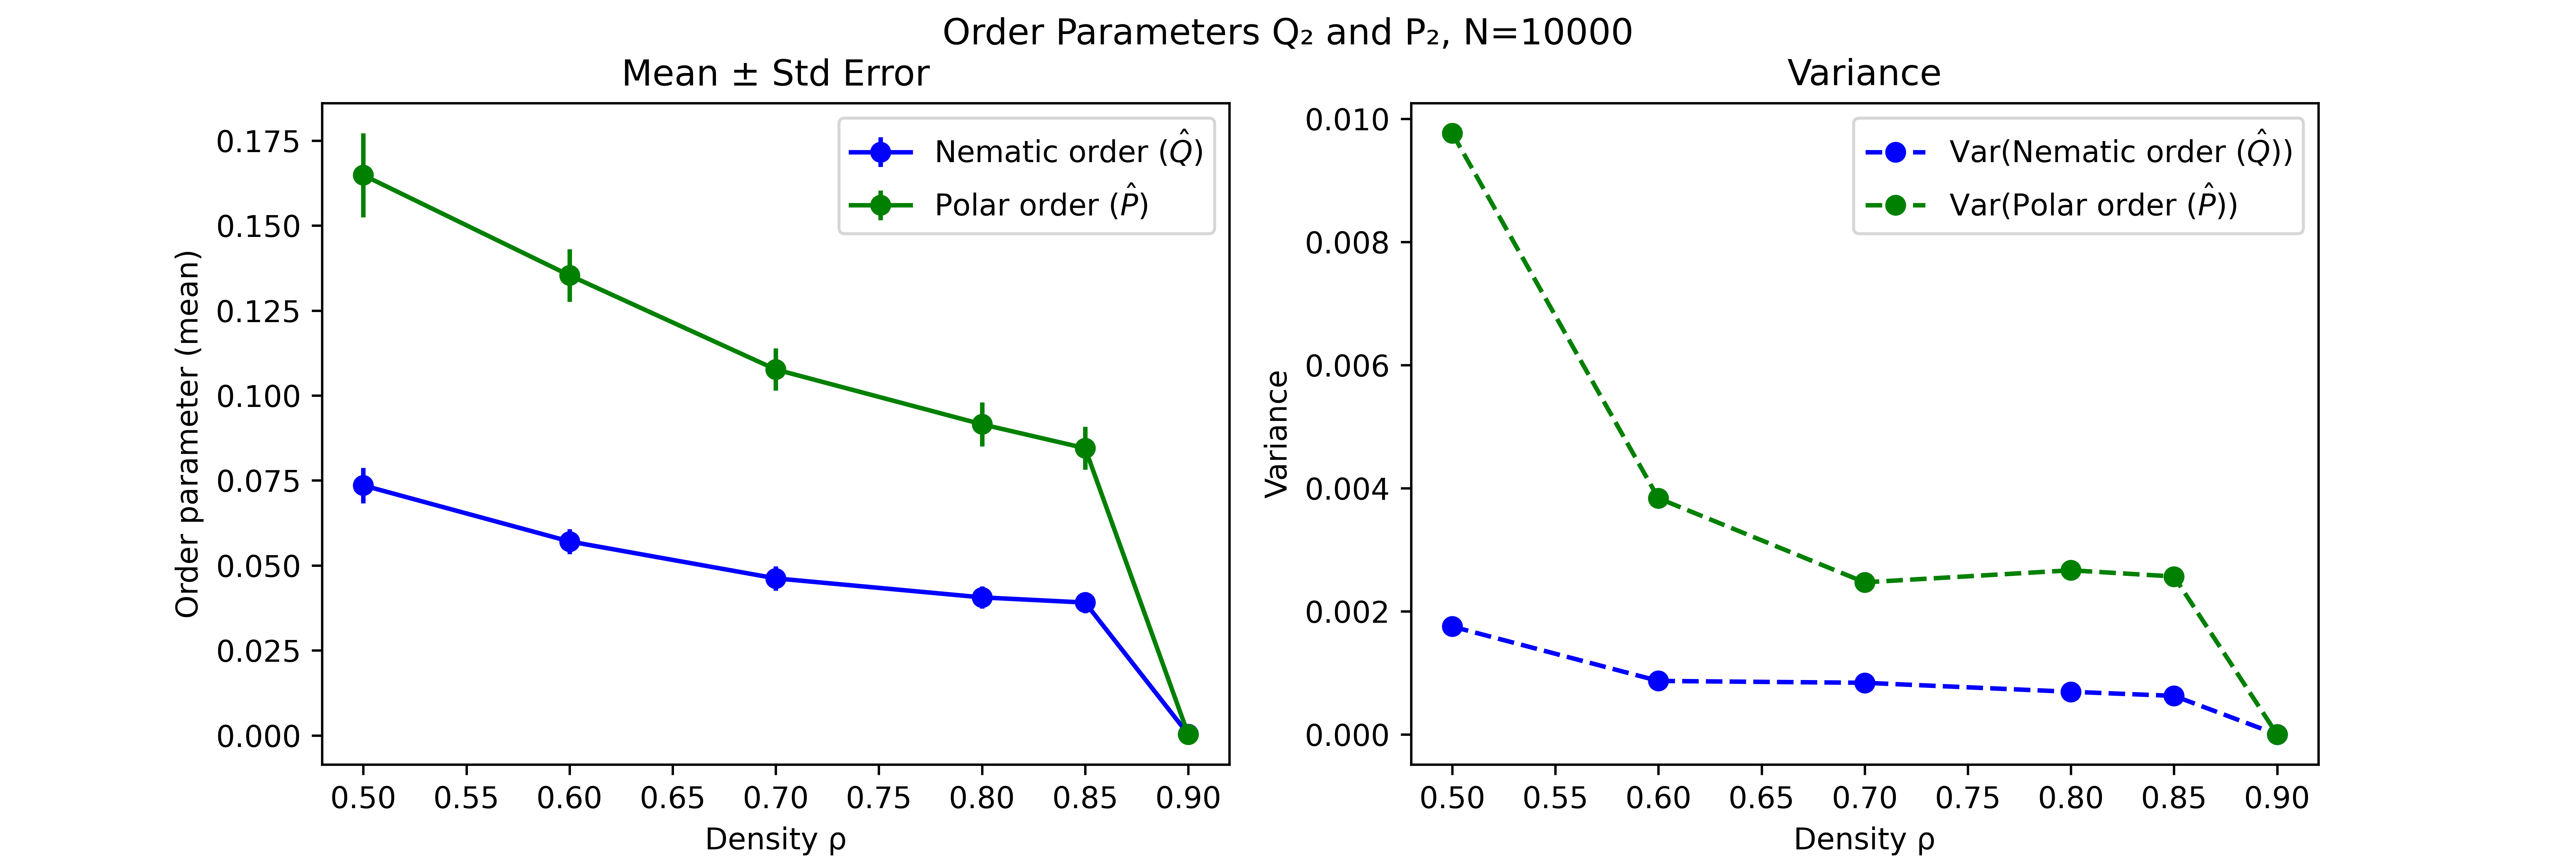 Order Parameters Q₂ and P₂, N=10000
Mean ± Std Error
Order parameter (mean)
0.175
0.150
0.125
0.100
0.075
0.050
0.025
0.000
Nematic order (Q̂)
Polar order (P̂)
0.50 0.55 0.60 0.65 0.70 0.75 0.80 0.85 0.90
Density ρ
Variance
Variance
0.010
0.008
0.006
0.004
0.002
0.000
Var(Nematic order (Q̂))
Var(Polar order (P̂))
0.50 0.55 0.60 0.65 0.70 0.75 0.80 0.85 0.90
Density ρ